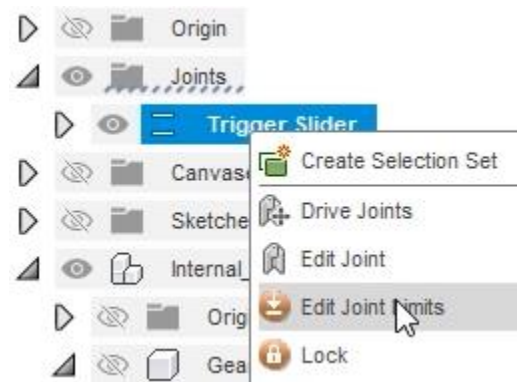 Origin
Joints
Trigger Slider
Create Selection Set
Canvas
Drive Joints
Sketche
Edit Joint
Internal_
Edit Joint Limits
Orig
Lock
Gea